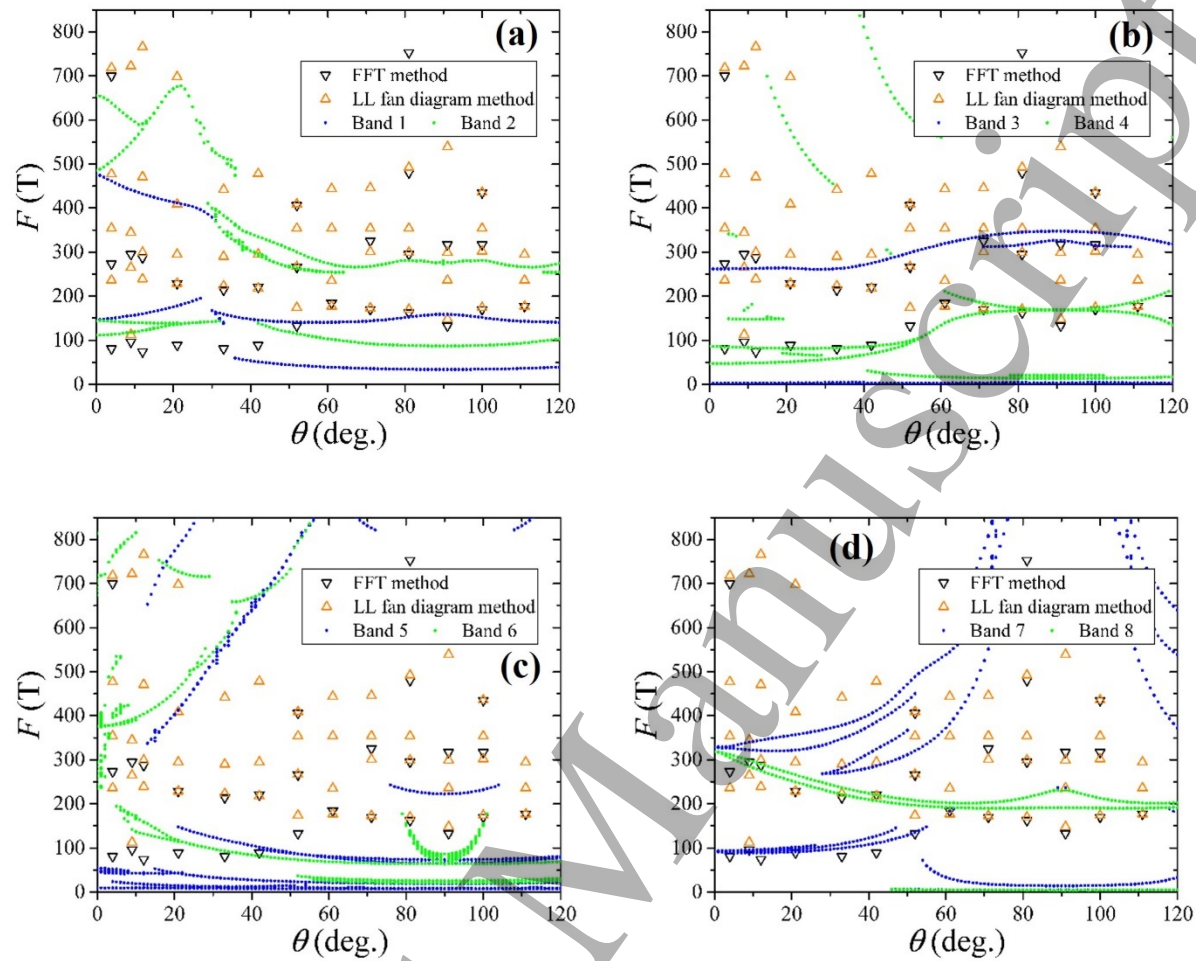 (a)
800
700
600
500
400
300
200
100
0
F (T)
FFT method
LL fan diagram method
Band 1 Band 2
0 20 40 60 80 100 120
θ (deg.)
(b)
800
700
600
500
400
300
200
100
0
F (T)
FFT method
LL fan diagram method
Band 3 Band 4
0 20 40 60 80 100 120
θ (deg.)
(c)
800
700
600
500
400
300
200
100
0
F (T)
FFT method
LL fan diagram method
Band 5 Band 6
0 20 40 60 80 100 120
θ (deg.)
(d)
800
700
600
500
400
300
200
100
0
F (T)
FFT method
LL fan diagram method
Band 7 Band 8
0 20 40 60 80 100 120
θ (deg.)
Manuscrip